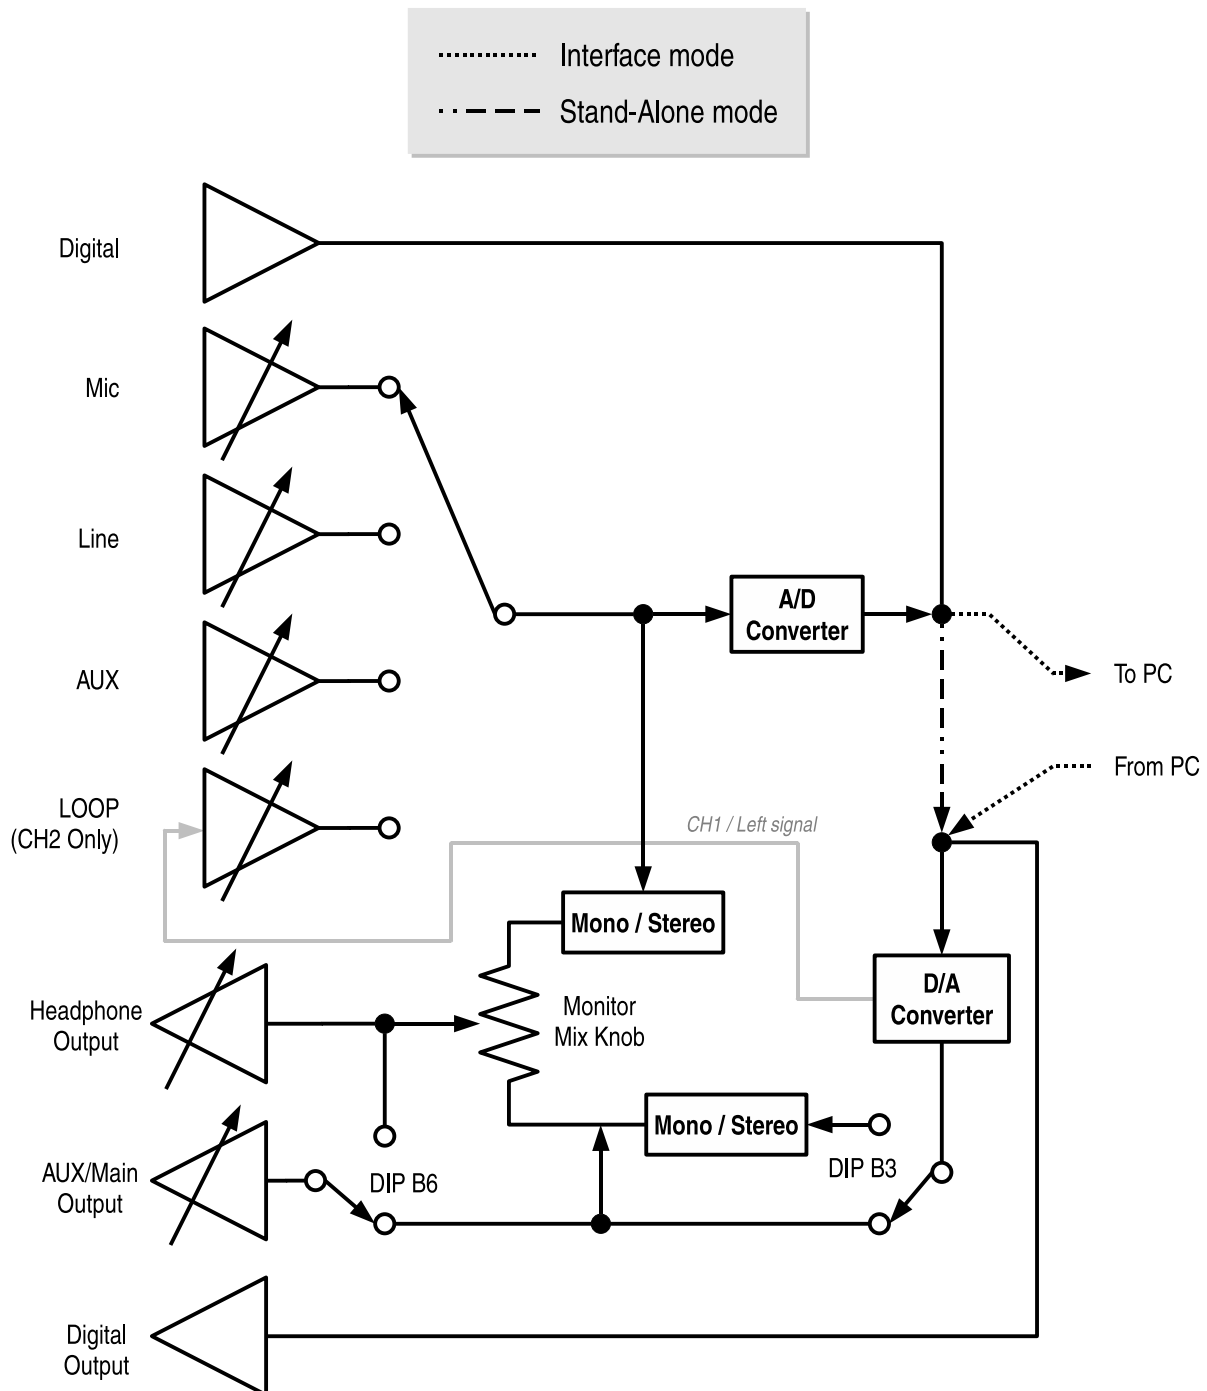 Interface mode
Stand-Alone mode
Digital
Mic
Line
A/D
Converter
AUX
To PC
From PC
LOOP
(CH2 Only)
CH1 / Left signal
Mono / Stereo
Headphone
Output
Monitor
Mix Knob
D/A
Converter
Mono / Stereo
AUX/Main
Output
DIP B6
DIP B3
Digital
Output